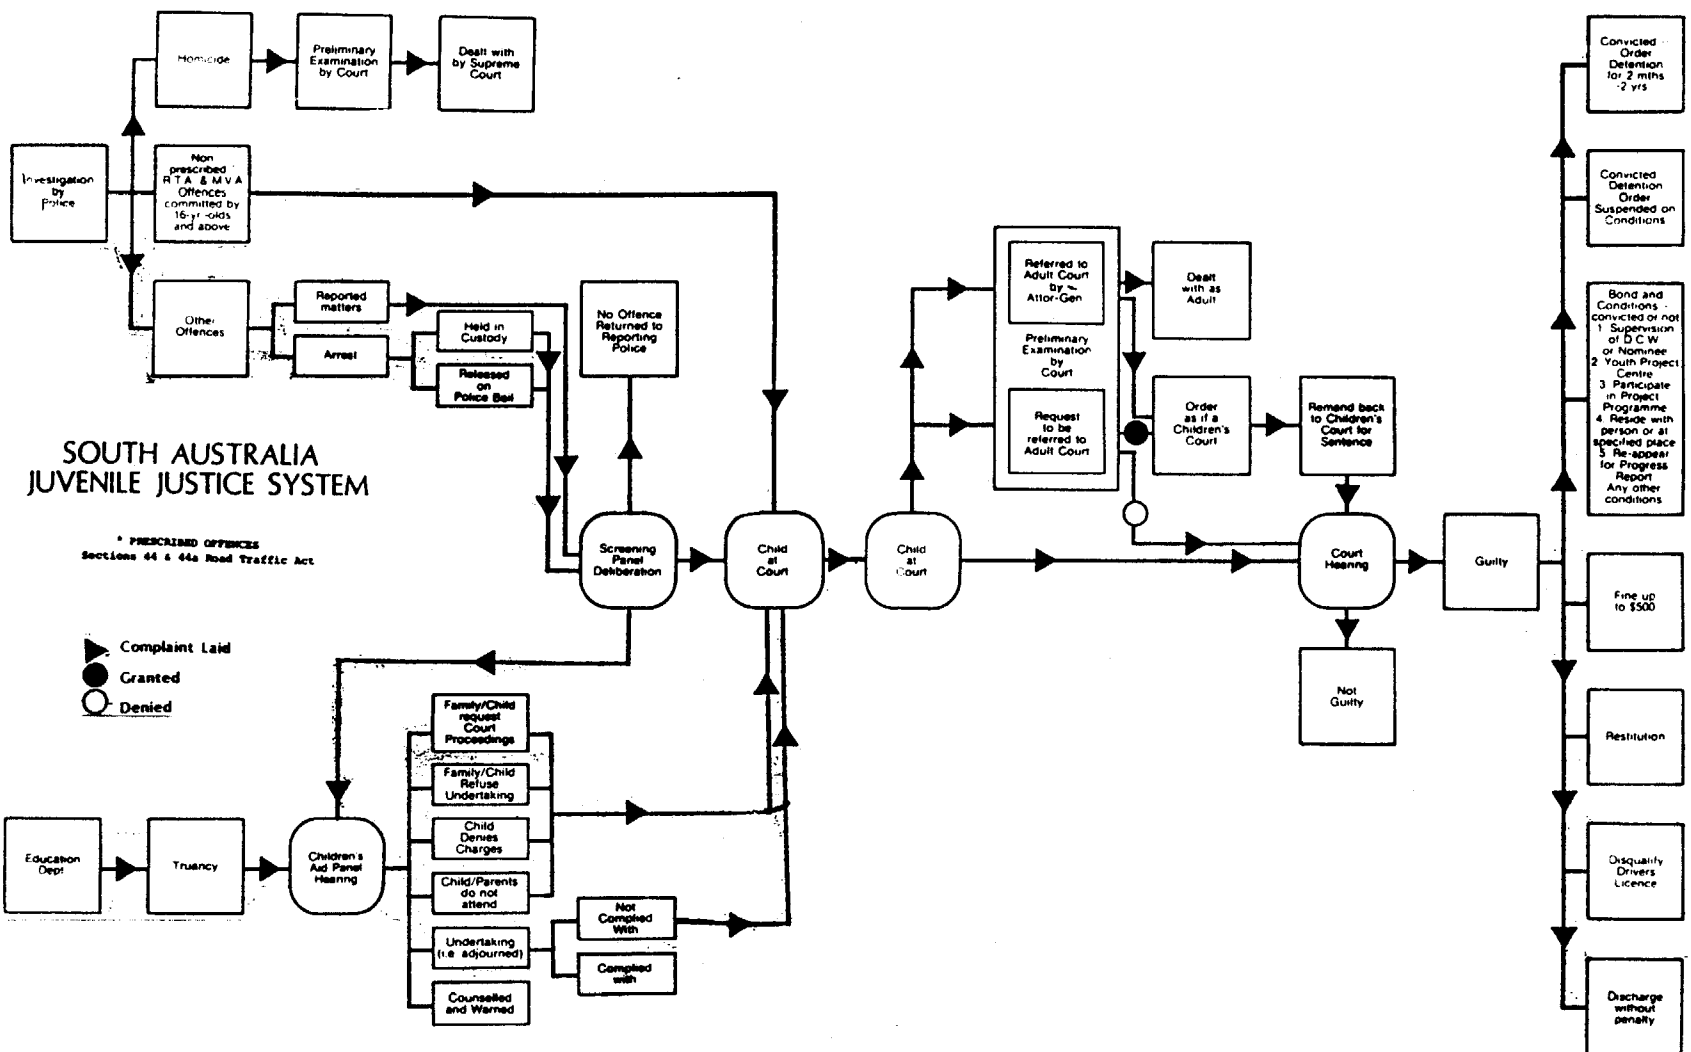 Homicide
Preliminary
Examination
by Court
Dealt with
by Supreme
Court
Investigation
by
Police
Non
prescribed
R.T.A. & M.V.A
Offences
committed by
16-yr-olds
and above
Other
Offences
Reported
matters
Arrest
Held in
Custody
Released
on
Police Bail
No Offence
Returned to
Reporting
Police
SOUTH AUSTRALIA
JUVENILE JUSTICE SYSTEM
* PRESCRIBED OFFENCES
Sections 44 & 44a Road Traffic Act
Complaint Laid
Granted
Denied
Screening
Panel
Deliberation
Child
at
Court
Child
at
Court
Referred to
Adult Court
by
Attor-Gen
Preliminary
Examination
by
Court
Request
to be
referred to
Adult Court
Dealt
with as
Adult
Order
as if a
Children's
Court
Remand back
to Children's
Court for
Sentence
Court
Hearing
Guilty
Not
Guilty
Education
Dept
Truancy
Children's
Aid Panel
Hearing
Family/Child
request
Court
Proceedings
Family/Child
Refuse
Undertaking
Child
Denies
Charges
Child/Parents
do not
attend
Undertaking
(i.e. adjourned)
Counselled
and Warned
Not
Complied
With
Complied
with
Convicted
Order
Detention
for 2 mths
-2 yrs
Convicted
Detention
Order
Suspended on
Conditions
Bond and
Conditions -
convicted or not
1. Supervision
of D C W
or Nominee
2. Youth Project
Centre
3. Participate
in Project
Programme
4. Reside with
person or at
specified place
5. Re-appear
for Progress
Report
Any other
conditions
Fine up
to $500
Restitution
Disqualify
Drivers
Licence
Discharge
without
penalty